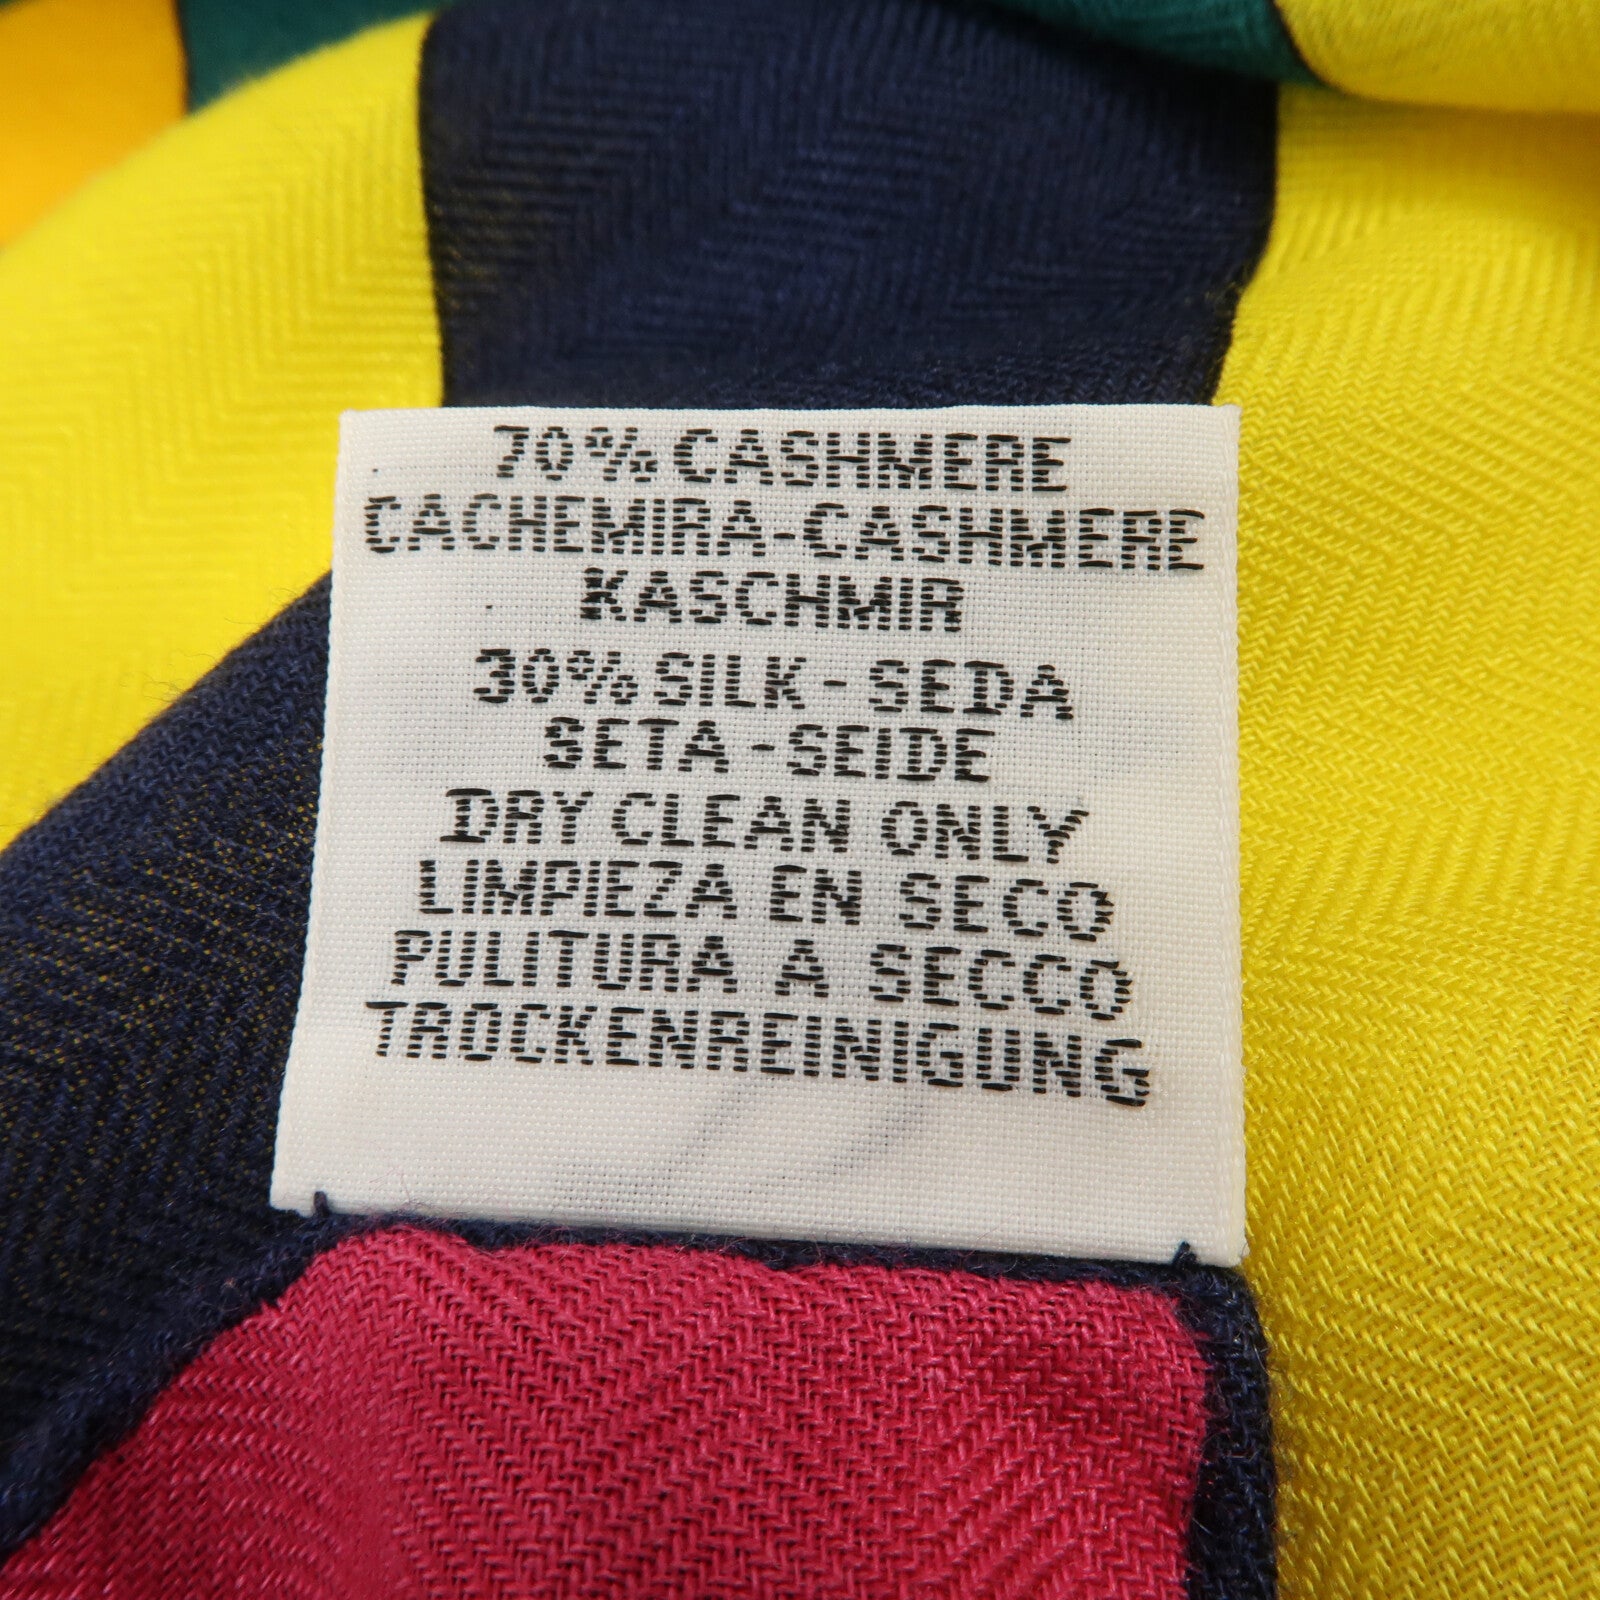 70% CASHMERE
CACHEMIRA-CASHMERE
KASCHMIR
30% SILK - SEDA
SETA - SEIDE
DRY CLEAN ONLY
LIMPIEZA EN SECO
PULITURA A SECCO
TROCKENREINIGUNG